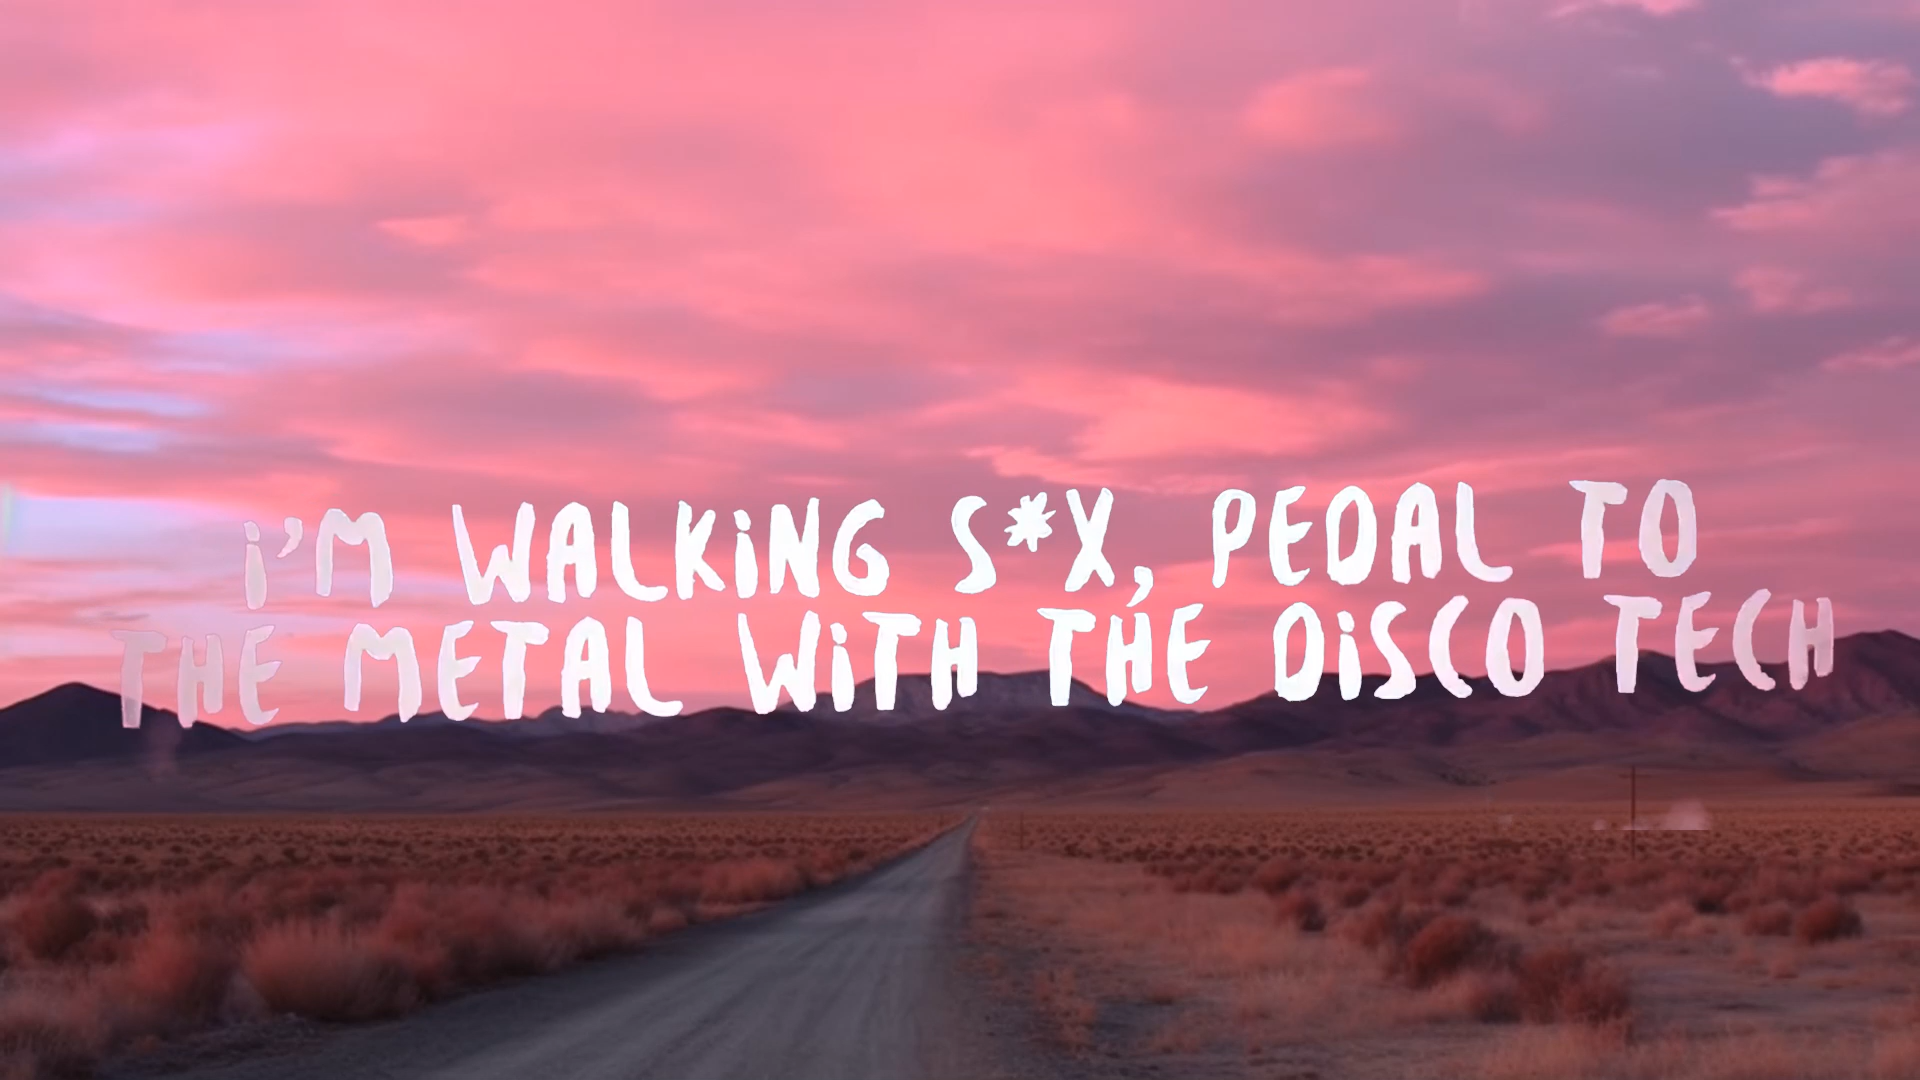 i'M WALKiNG S*X, PEDAL TO
THE METAL WiTH THE DiSCO TECH